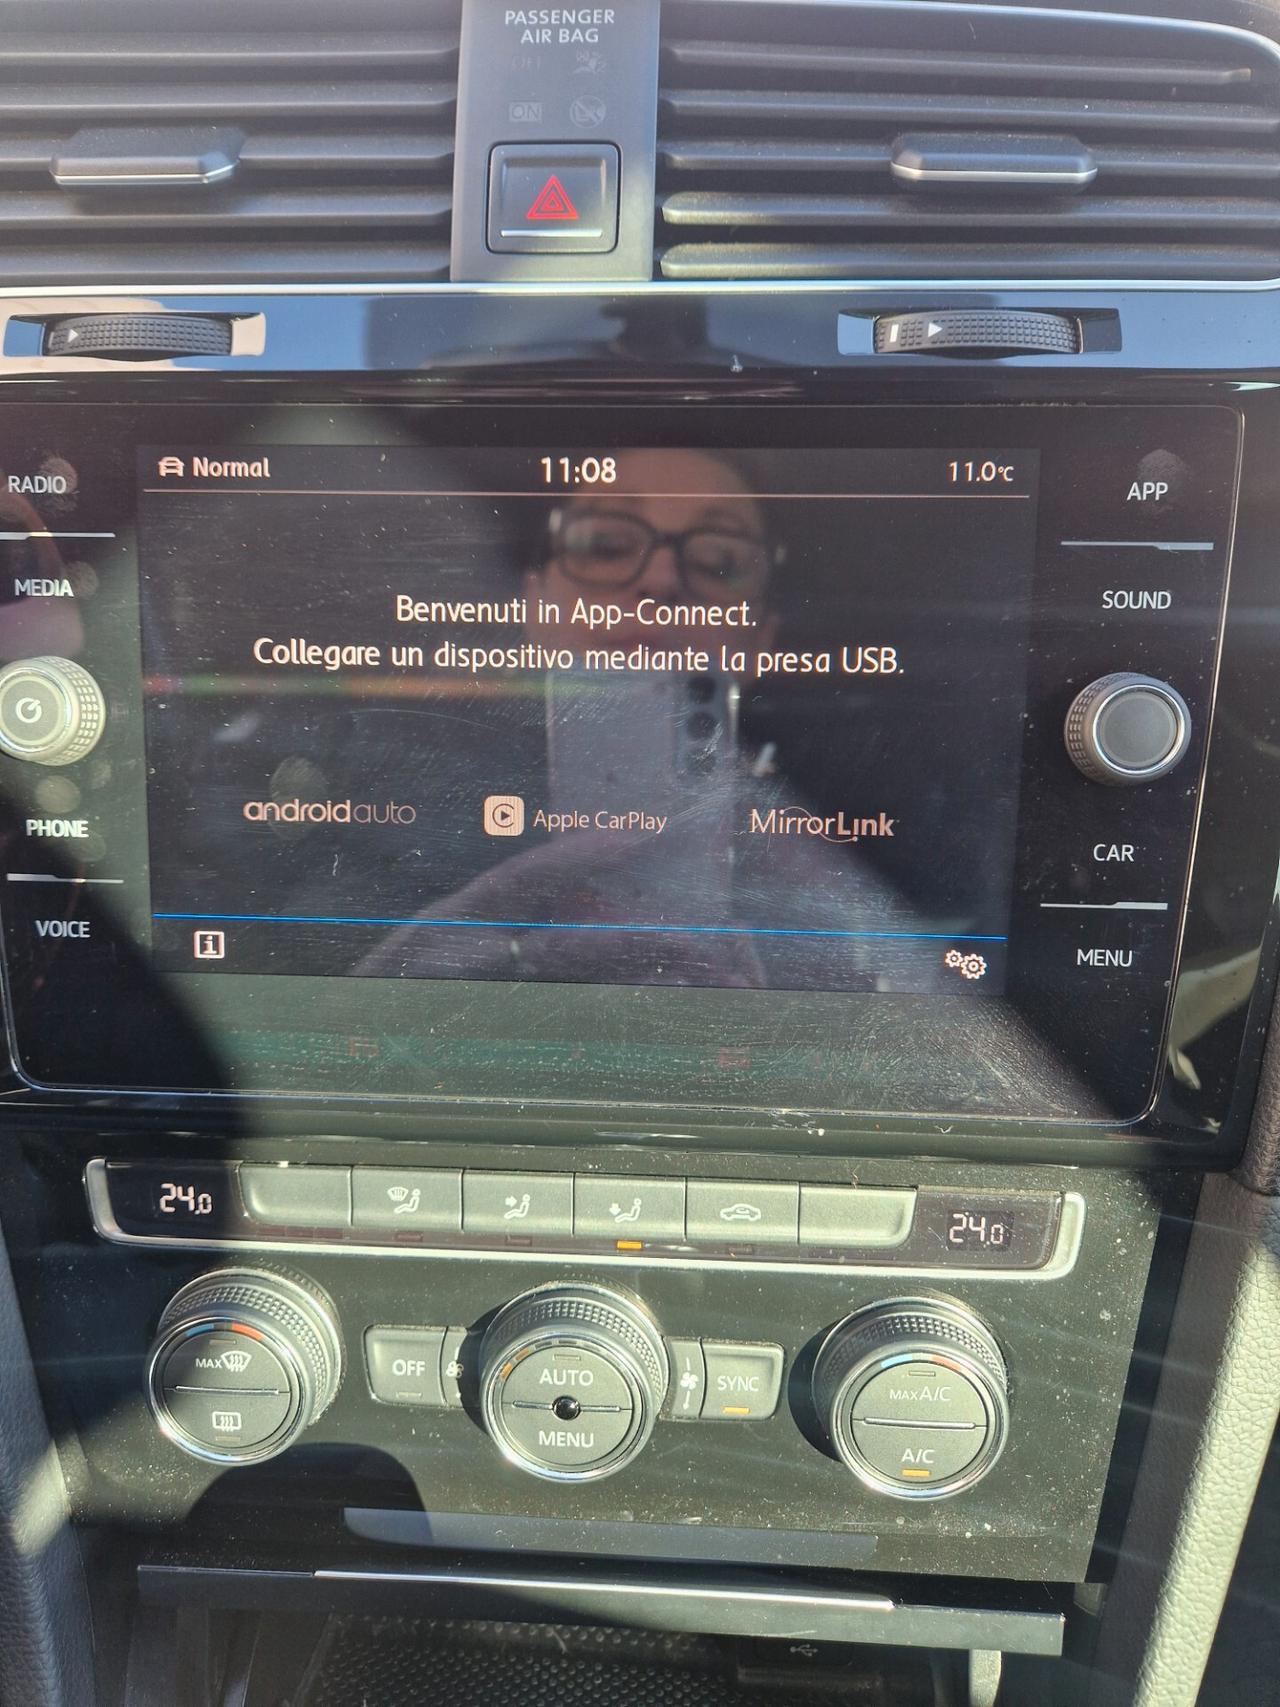 PASSENGER
AIR BAG
OFF
ON
RADIO
MEDIA
PHONE
VOICE
Normal
11:08
11.0°C
Benvenuti in App-Connect.
Collegare un dispositivo mediante la presa USB.
androidauto
Apple CarPlay
MirrorLink
i
APP
SOUND
CAR
MENU
24.0
24.0
MAX
OFF
AUTO
MENU
SYNC
MAX A/C
A/C